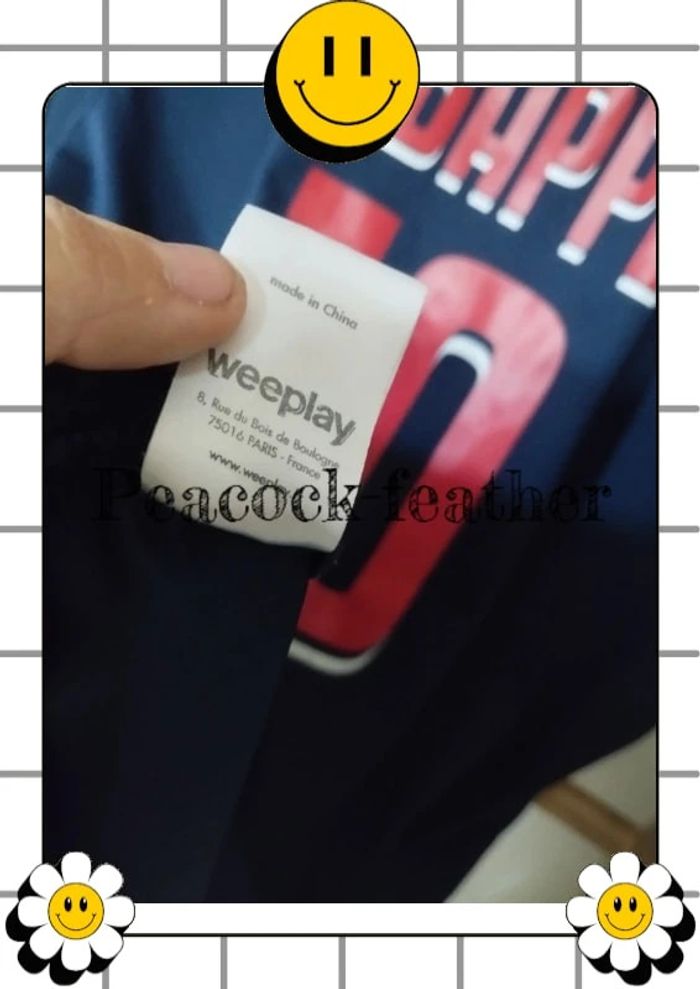 made in China
weeplay
8, Rue du Bois de Boulogne
75016 PARIS - France
Peacock-feather